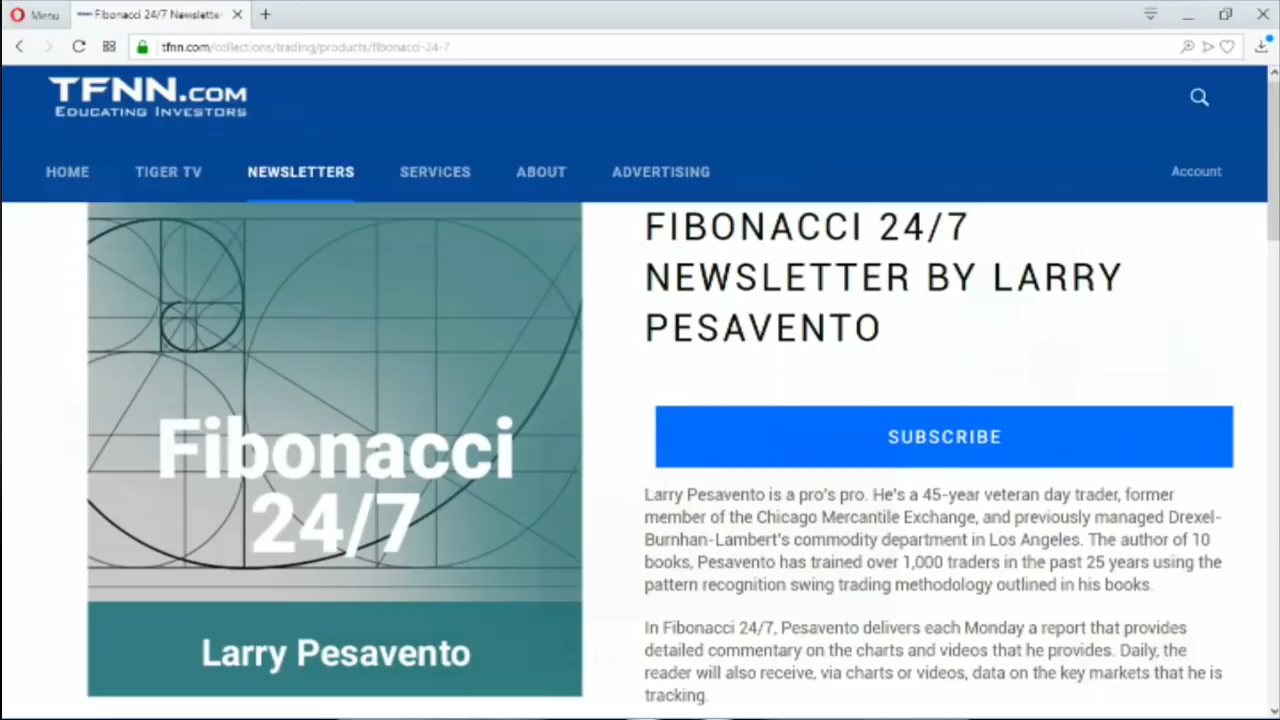 Menu
Fibonacci 24/7 Newslette
tfnn.com/collections/trading/products/fibonacci-24-7
TFNN.COM
EDUCATING INVESTORS
HOME TIGER TV NEWSLETTERS SERVICES ABOUT ADVERTISING Account
Fibonacci
24/7
Larry Pesavento
FIBONACCI 24/7
NEWSLETTER BY LARRY
PESAVENTO
SUBSCRIBE
Larry Pesavento is a pro's pro. He's a 45-year veteran day trader, former
member of the Chicago Mercantile Exchange, and previously managed Drexel-
Burnhan-Lambert's commodity department in Los Angeles. The author of 10
books, Pesavento has trained over 1,000 traders in the past 25 years using the
pattern recognition swing trading methodology outlined in his books.
In Fibonacci 24/7, Pesavento delivers each Monday a report that provides
detailed commentary on the charts and videos that he provides. Daily, the
reader will also receive, via charts or videos, data on the key markets that he is
tracking.